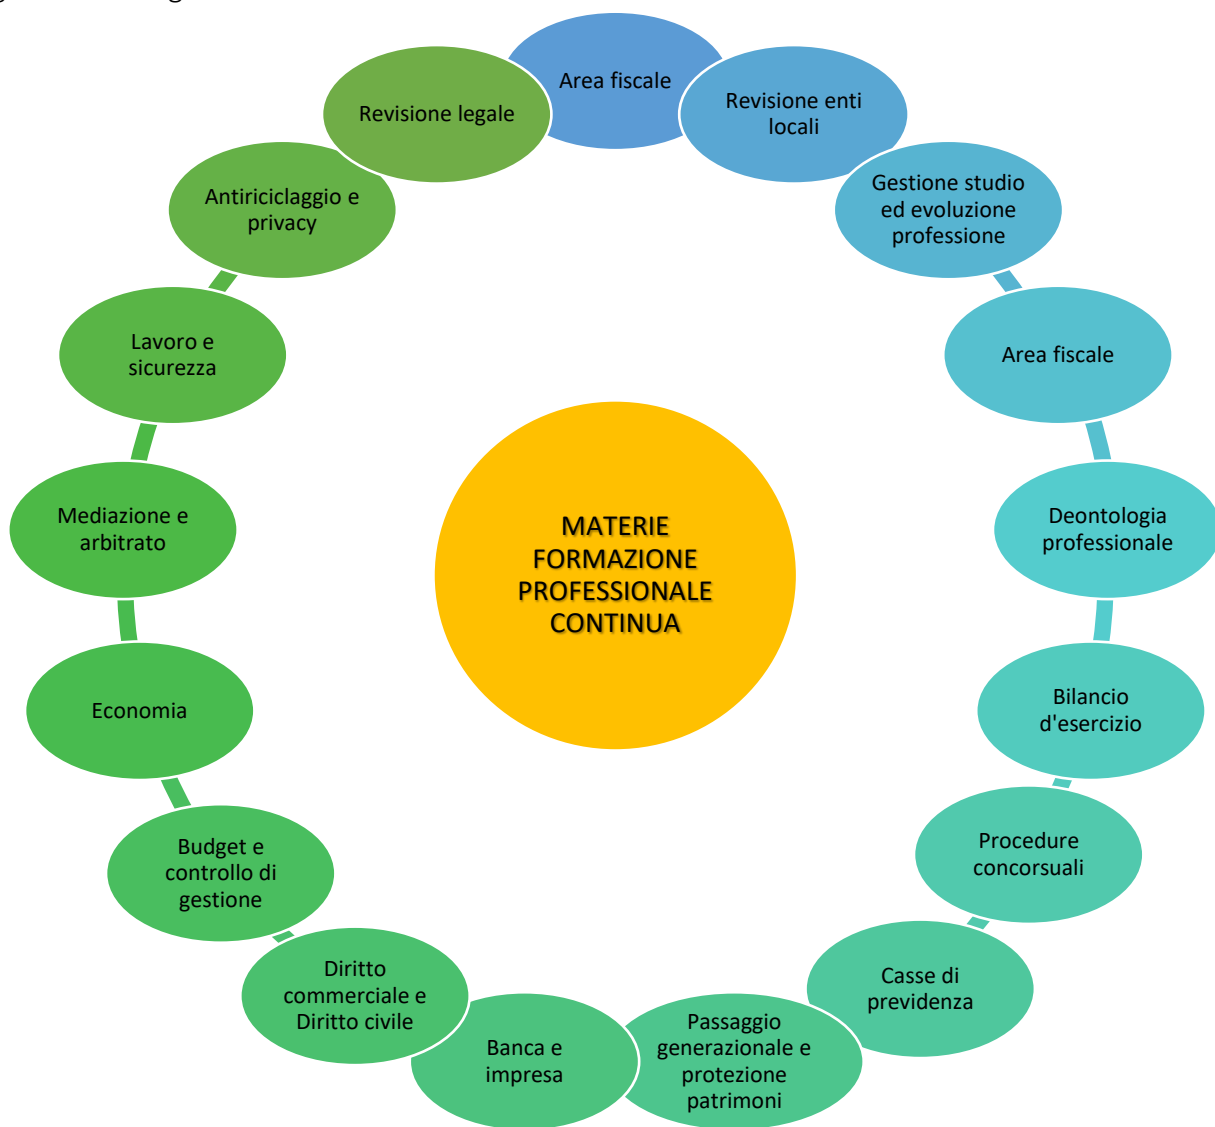 Area fiscale
Revisione enti
locali
Gestione studio
ed evoluzione
professione
Area fiscale
Deontologia
professionale
Bilancio
d'esercizio
Procedure
concorsuali
Casse di
previdenza
Passaggio
generazionale e
protezione
patrimoni
Banca e
impresa
Diritto
commerciale e
Diritto civile
Budget e
controllo di
gestione
Economia
Mediazione e
arbitrato
Lavoro e
sicurezza
Antiriciclaggio e
privacy
Revisione legale
MATERIE
FORMAZIONE
PROFESSIONALE
CONTINUA